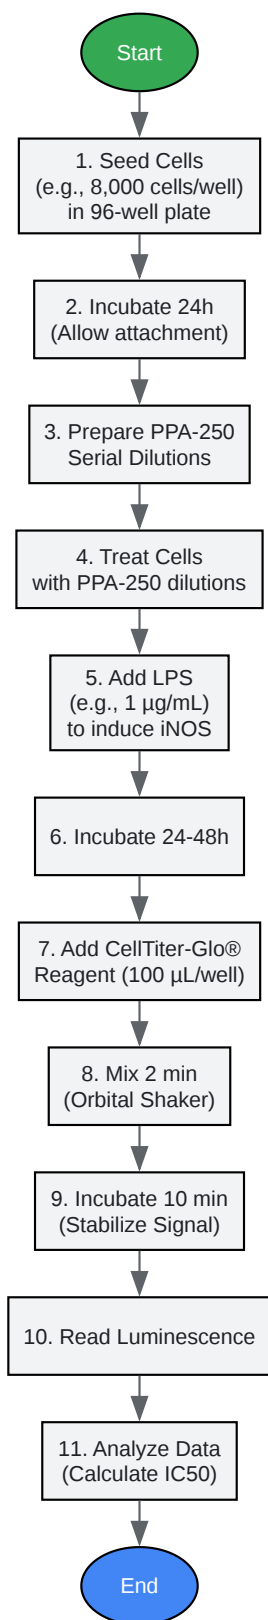 Start
1. Seed Cells
(e.g., 8,000 cells/well)
in 96-well plate
2. Incubate 24h
(Allow attachment)
3. Prepare PPA-250
Serial Dilutions
4. Treat Cells
with PPA-250 dilutions
5. Add LPS
(e.g., 1 µg/mL)
to induce iNOS
6. Incubate 24-48h
7. Add CellTiter-Glo®
Reagent (100 µL/well)
8. Mix 2 min
(Orbital Shaker)
9. Incubate 10 min
(Stabilize Signal)
10. Read Luminescence
11. Analyze Data
(Calculate IC50)
End